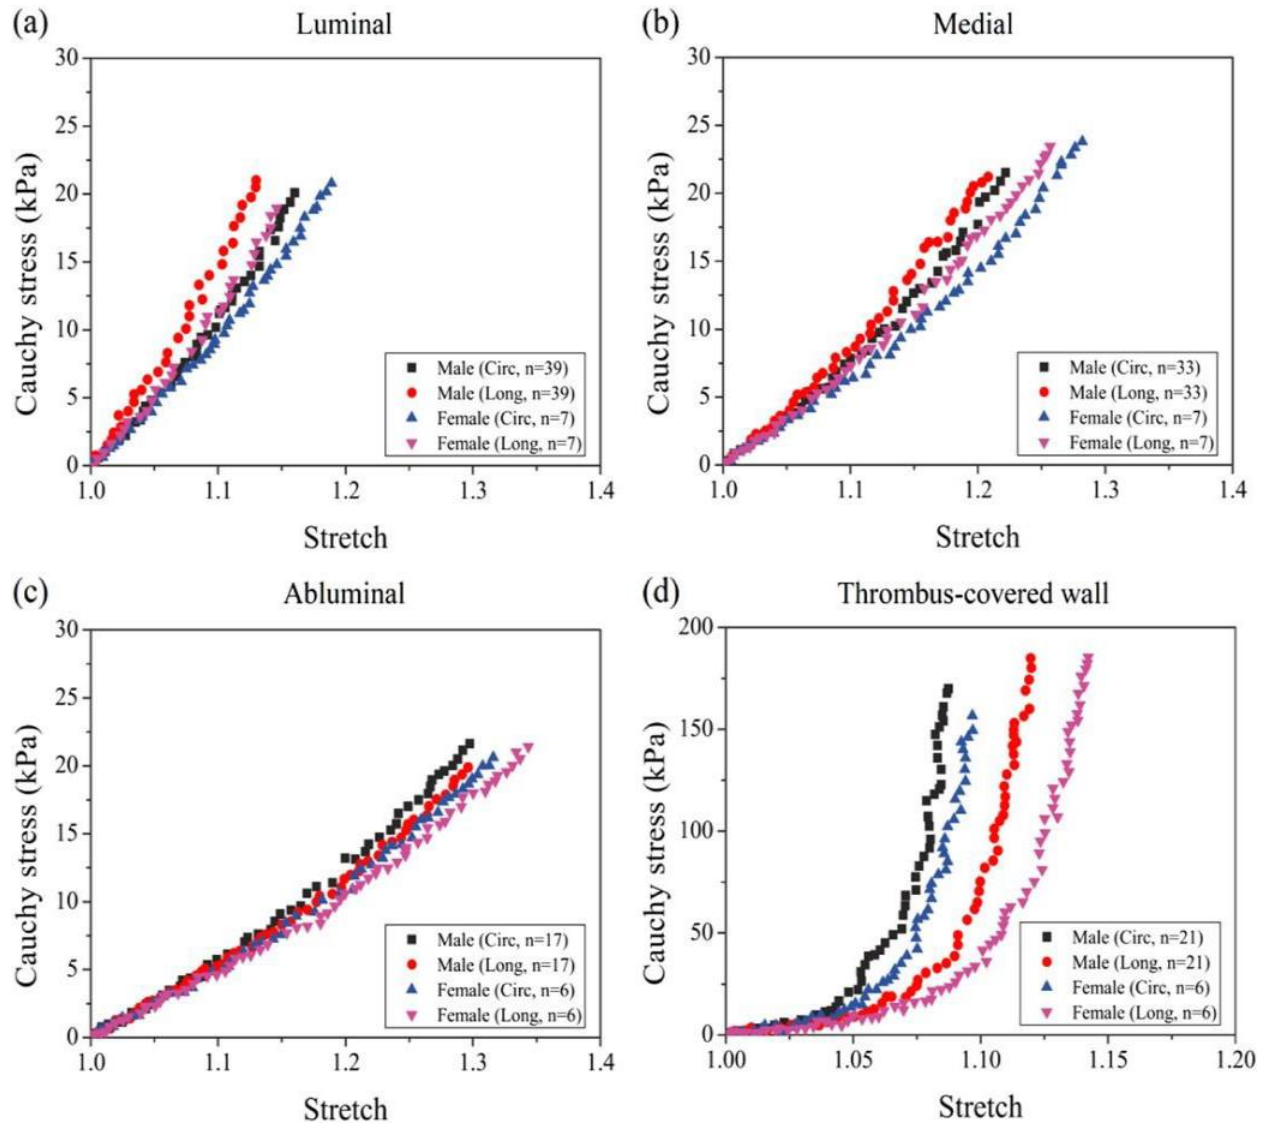 (a) Luminal
Cauchy stress (kPa)
30
25
20
15
10
5
0
1.0 1.1 1.2 1.3 1.4
Stretch
Male (Circ, n=39)
Male (Long, n=39)
Female (Circ, n=7)
Female (Long, n=7)
(b) Medial
Cauchy stress (kPa)
30
25
20
15
10
5
0
1.0 1.1 1.2 1.3 1.4
Stretch
Male (Circ, n=33)
Male (Long, n=33)
Female (Circ, n=7)
Female (Long, n=7)
(c) Abluminal
Cauchy stress (kPa)
30
25
20
15
10
5
0
1.0 1.1 1.2 1.3 1.4
Stretch
Male (Circ, n=17)
Male (Long, n=17)
Female (Circ, n=6)
Female (Long, n=6)
(d) Thrombus-covered wall
Cauchy stress (kPa)
200
150
100
50
0
1.00 1.05 1.10 1.15 1.20
Stretch
Male (Circ, n=21)
Male (Long, n=21)
Female (Circ, n=6)
Female (Long, n=6)